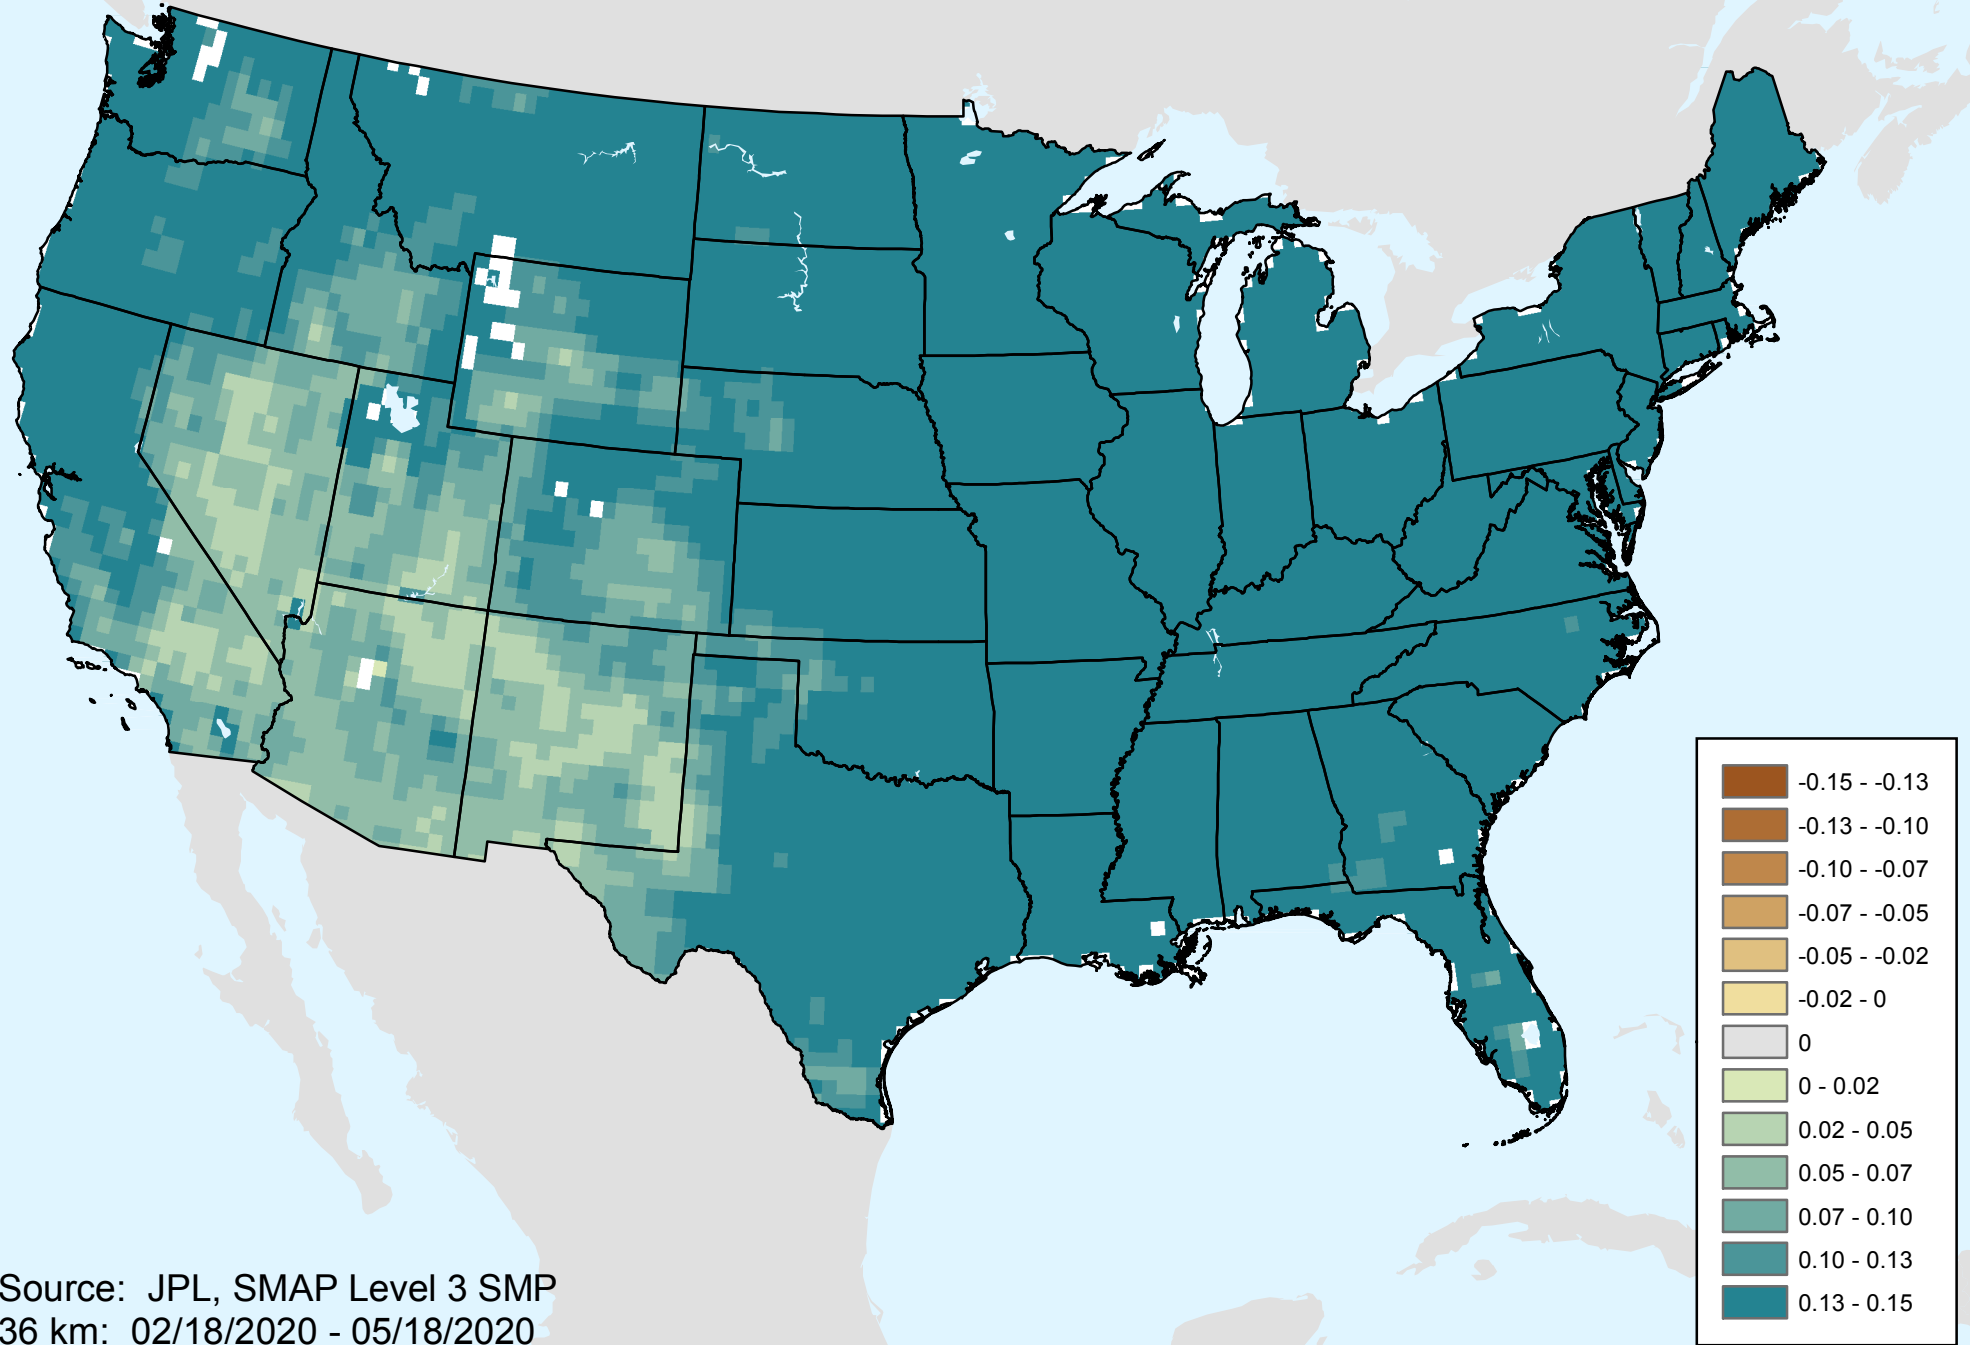 -0.15 - -0.13
-0.13 - -0.10
-0.10 - -0.07
-0.07 - -0.05
-0.05 - -0.02
-0.02 - 0
0
0 - 0.02
0.02 - 0.05
0.05 - 0.07
0.07 - 0.10
0.10 - 0.13
0.13 - 0.15
Source: JPL, SMAP Level 3 SMP
36 km: 02/18/2020 - 05/18/2020